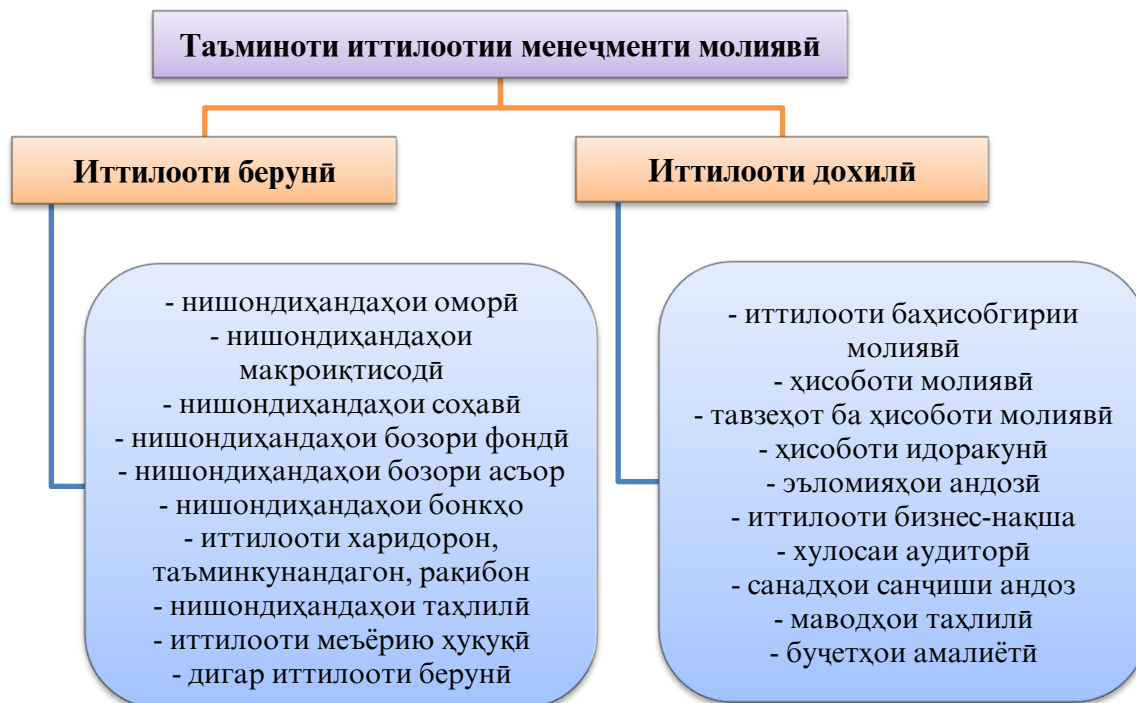 Таъминоти иттилоотии менеҷменти молиявӣ
Иттилооти берунӣ
- нишондиҳандаҳои оморӣ
- нишондиҳандаҳои
макроиқтисодӣ
- нишондиҳандаҳои соҳавӣ
- нишондиҳандаҳои бозори фондӣ
- нишондиҳандаҳои бозори асъор
- нишондиҳандаҳои бонкҳо
- иттилооти харидорон,
таъминкунандагон, рақибон
- нишондиҳандаҳои таҳлилӣ
- иттилооти меъёрию ҳуқуқӣ
- дигар иттилооти берунӣ
Иттилооти дохилӣ
- иттилооти баҳисобгирии
молиявӣ
- ҳисоботи молиявӣ
- тавзеҳот ба ҳисоботи молиявӣ
- ҳисоботи идоракунӣ
- эъломияҳои андозӣ
- иттилооти бизнес-нақша
- хулосаи аудиторӣ
- санадҳои санҷиши андоз
- маводҳои таҳлилӣ
- буҷетҳои амалиётӣ